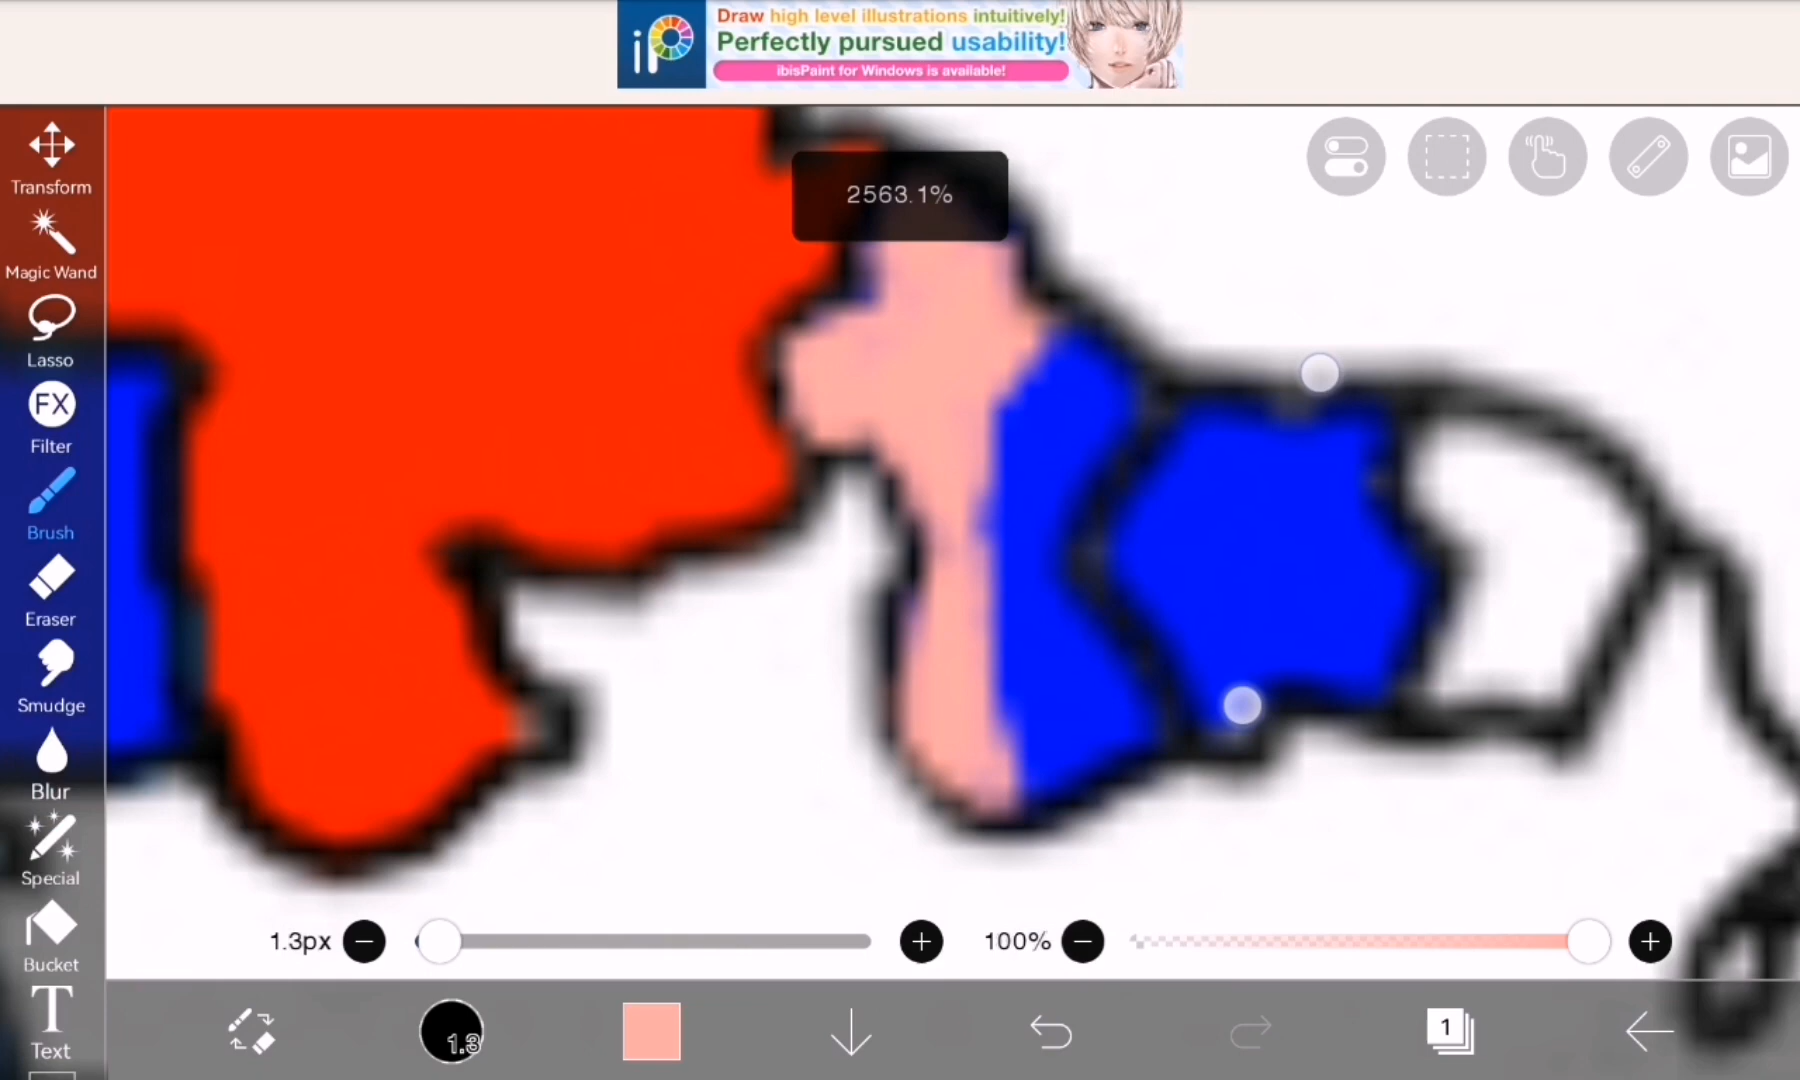 iP
Draw high level illustrations intuitively!
Perfectly pursued usability!
ibisPaint for Windows is available!
Transform
2563.1%
Magic Wand
Lasso
FX
Filter
Brush
Eraser
Smudge
Blur
Special
Bucket
1.3px
100%
T
Text
1.3
1